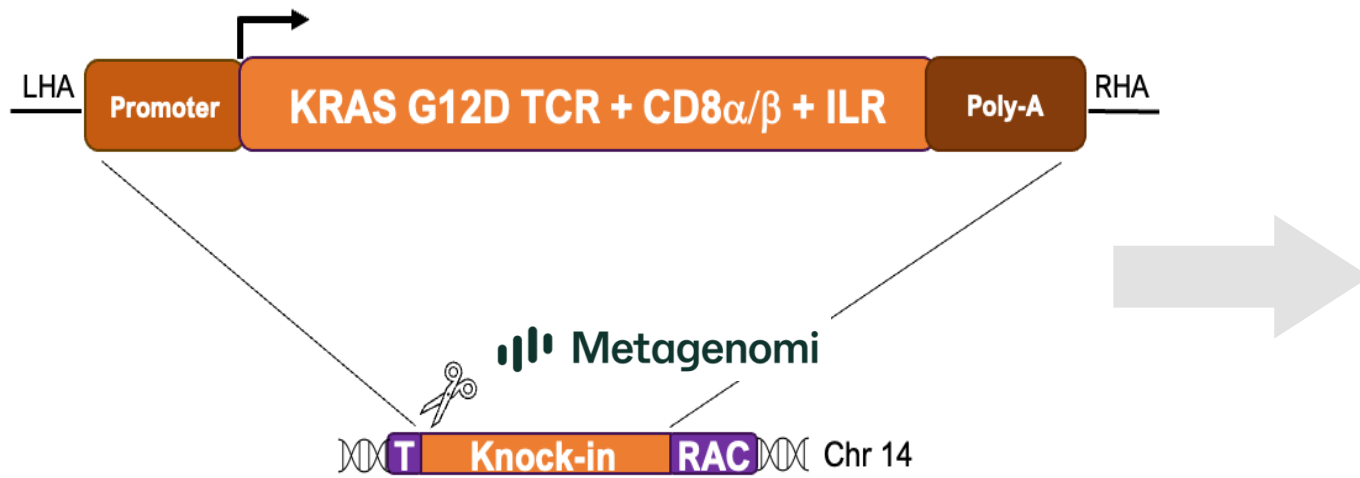 LHA
Promoter
KRAS G12D TCR + CD8α/β + ILR
Poly-A
RHA
Metagenomi
T
Knock-in
RAC
Chr 14